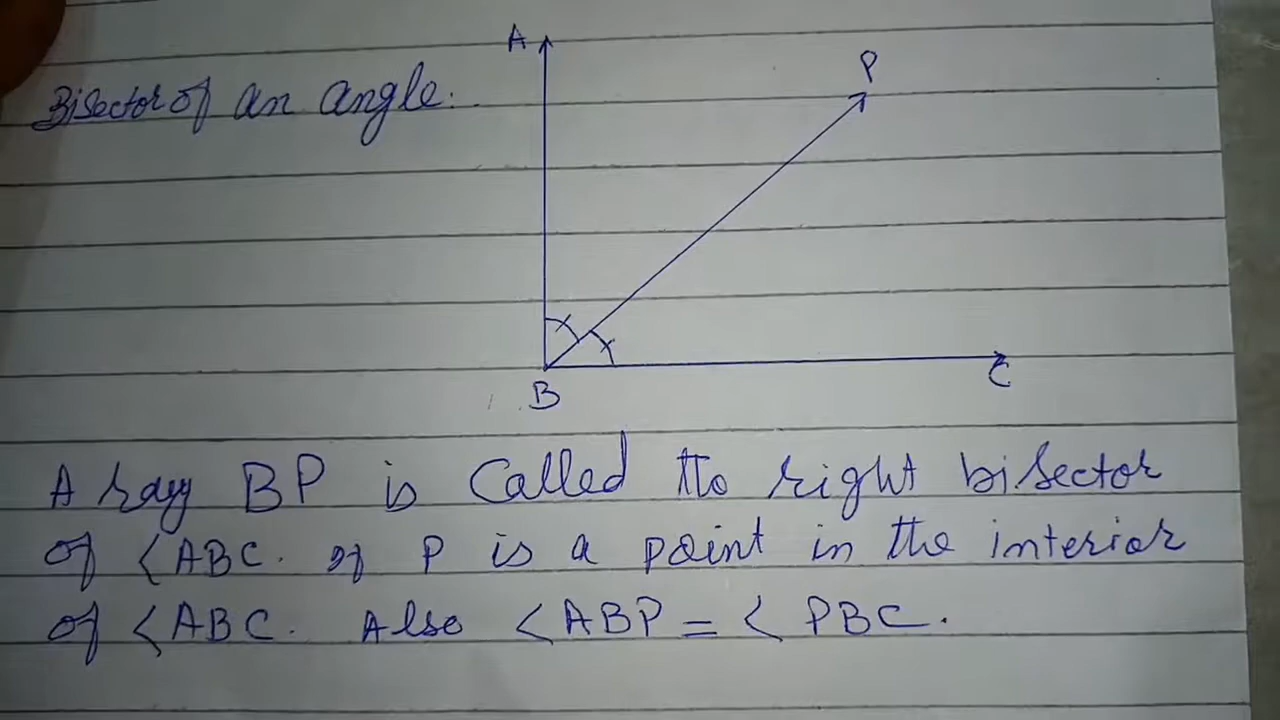 A
P
Bisector of an angle.
B
C
A ray BP is Called the right bisector
of <ABC. If P is a point in the interior
of <ABC. Also <ABP = < PBC.